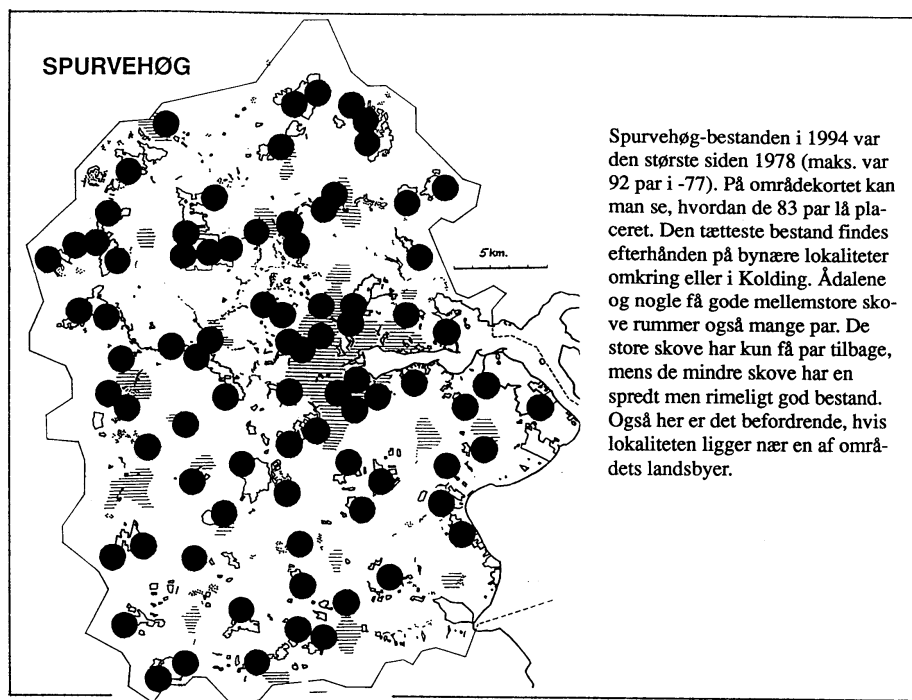 SPURVEHØG
5 km.
Spurvehøg-bestanden i 1994 var
den største siden 1978 (maks. var
92 par i -77). På områdekortet kan
man se, hvordan de 83 par lå pla-
ceret. Den tætteste bestand findes
efterhånden på bynære lokaliteter
omkring eller i Kolding. Ådalene
og nogle få gode mellemstore sko-
ve rummer også mange par. De
store skove har kun få par tilbage,
mens de mindre skove har en
spredt men rimeligt god bestand.
Også her er det befordrende, hvis
lokaliteten ligger nær en af områ-
dets landsbyer.